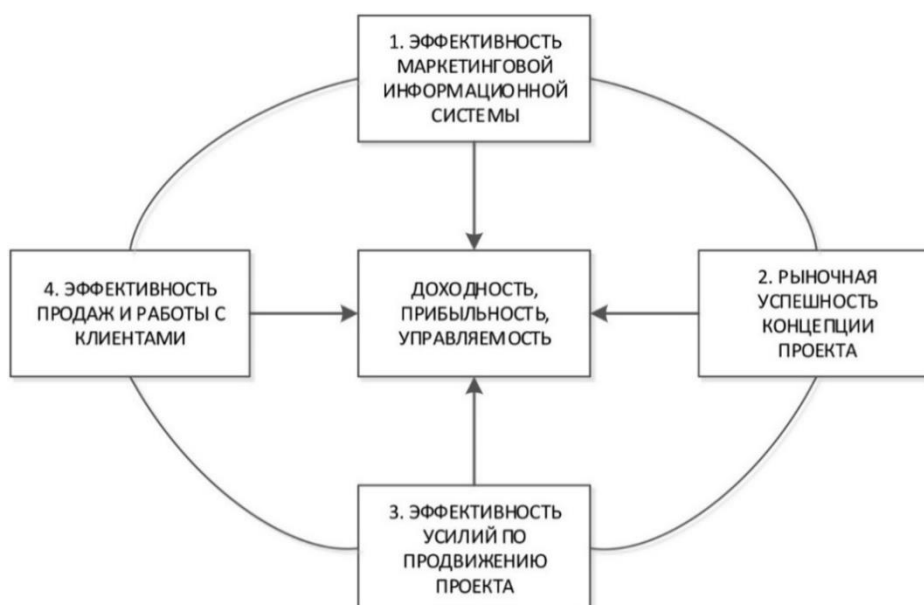 1. ЭФФЕКТИВНОСТЬ
МАРКЕТИНГОВОЙ
ИНФОРМАЦИОННОЙ
СИСТЕМЫ
4. ЭФФЕКТИВНОСТЬ
ПРОДАЖ И РАБОТЫ С
КЛИЕНТАМИ
ДОХОДНОСТЬ,
ПРИБЫЛЬНОСТЬ,
УПРАВЛЯЕМОСТЬ
2. РЫНОЧНАЯ
УСПЕШНОСТЬ
КОНЦЕПЦИИ
ПРОЕКТА
3. ЭФФЕКТИВНОСТЬ
УСИЛИЙ ПО
ПРОДВИЖЕНИЮ
ПРОЕКТА